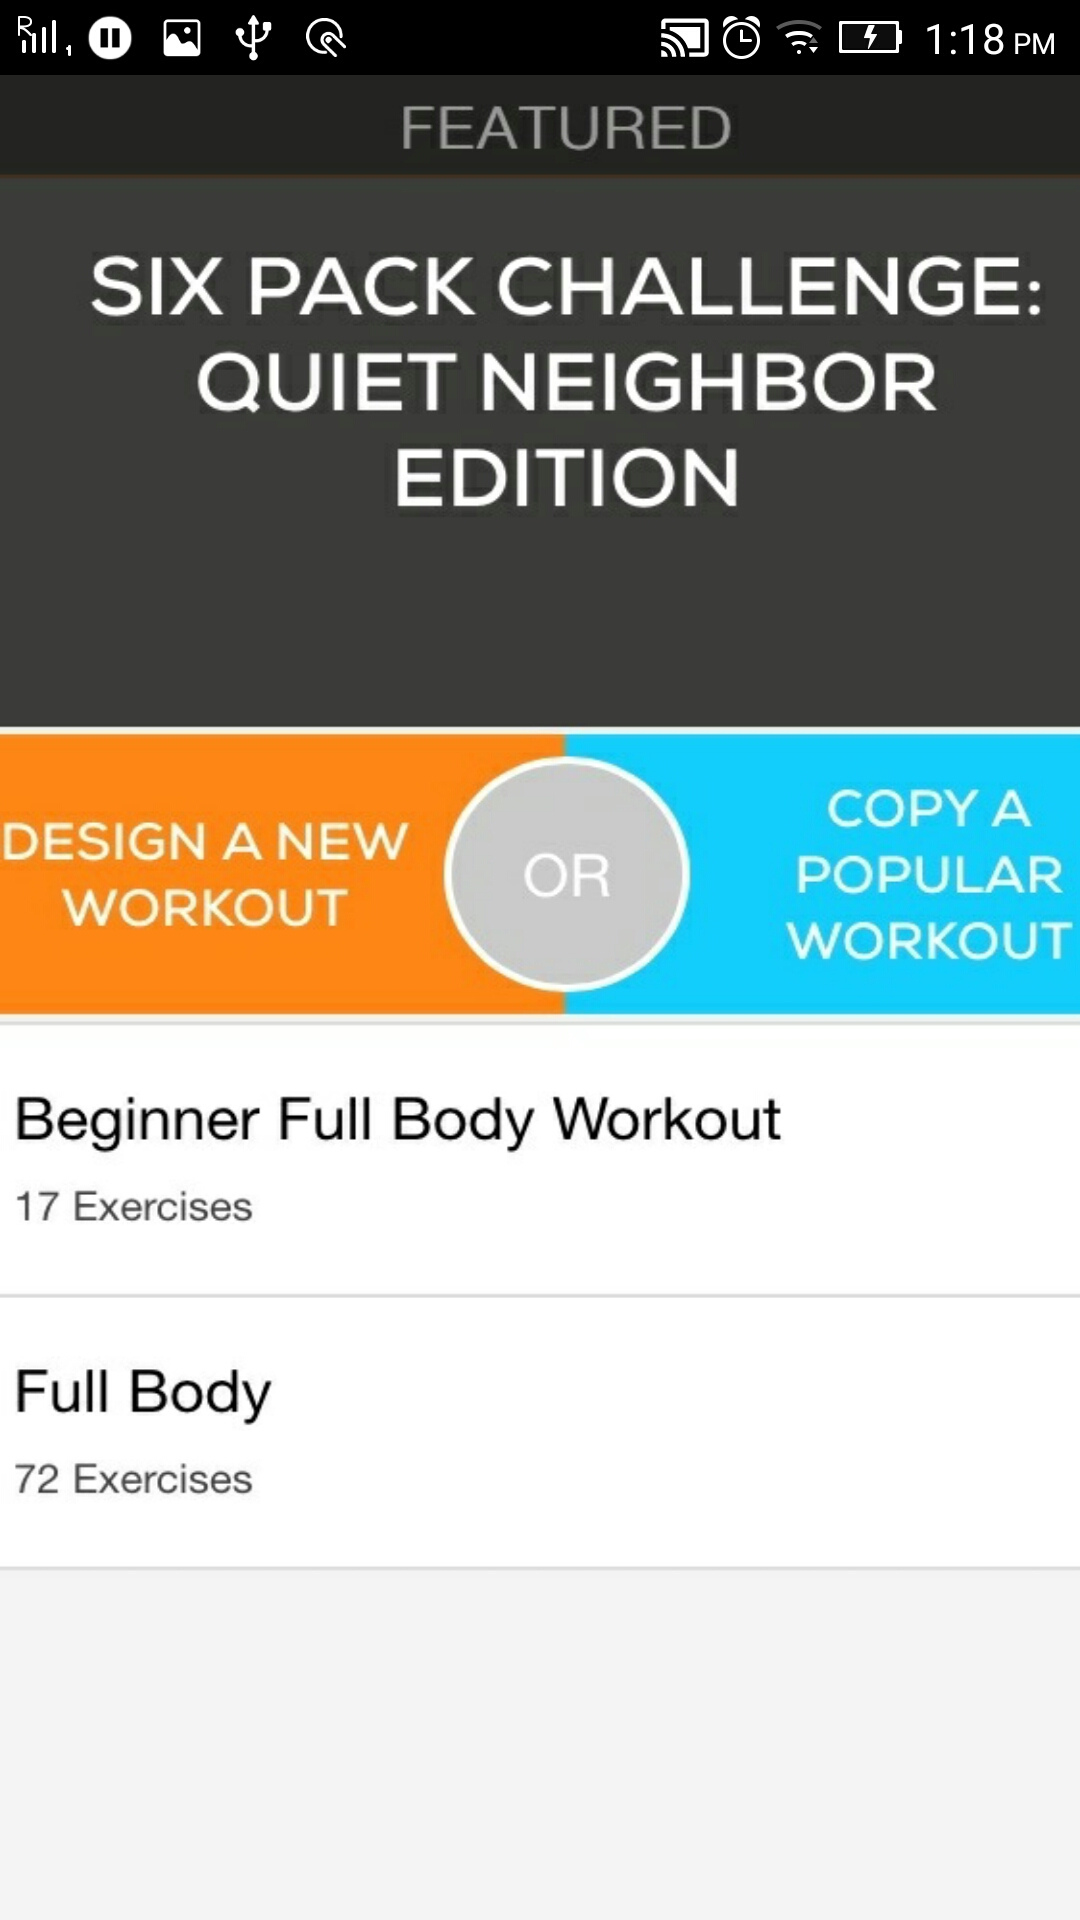 R 1 1:18 PM
FEATURED
SIX PACK CHALLENGE:
QUIET NEIGHBOR
EDITION
DESIGN A NEW
WORKOUT
OR
COPY A
POPULAR
WORKOUT
Beginner Full Body Workout
17 Exercises
Full Body
72 Exercises